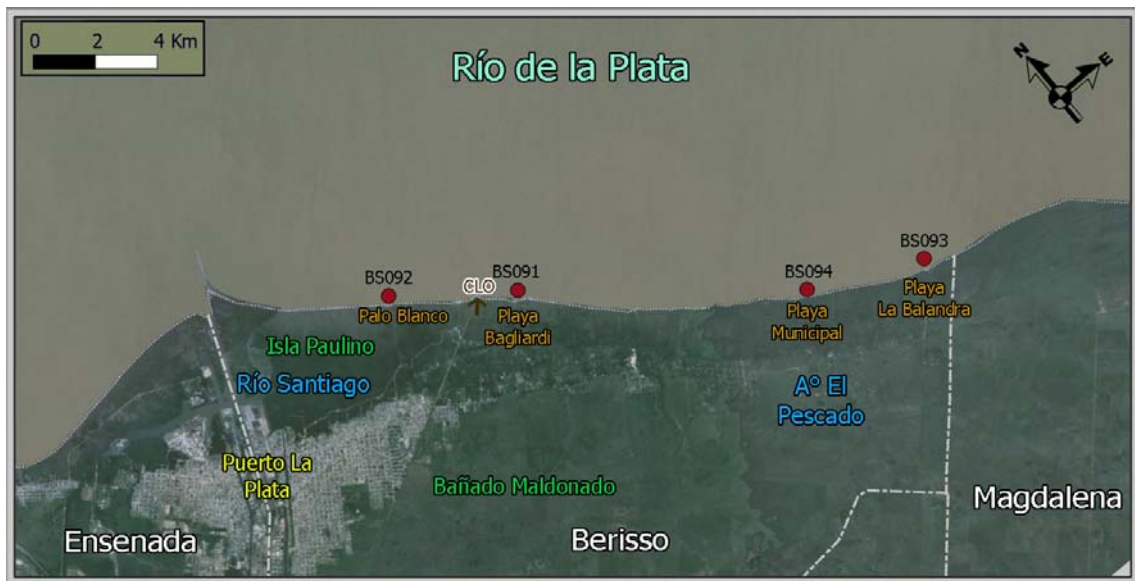 0 2 4 Km
Río de la Plata
N E
BS093
BS092
CLO
BS091
BS094
Palo Blanco
Playa
Bagliardi
Playa
Municipal
Playa
La Balandra
Isla Paulino
Río Santiago
A° El
Pescado
Puerto La
Plata
Bañado Maldonado
Magdalena
Ensenada
Berisso